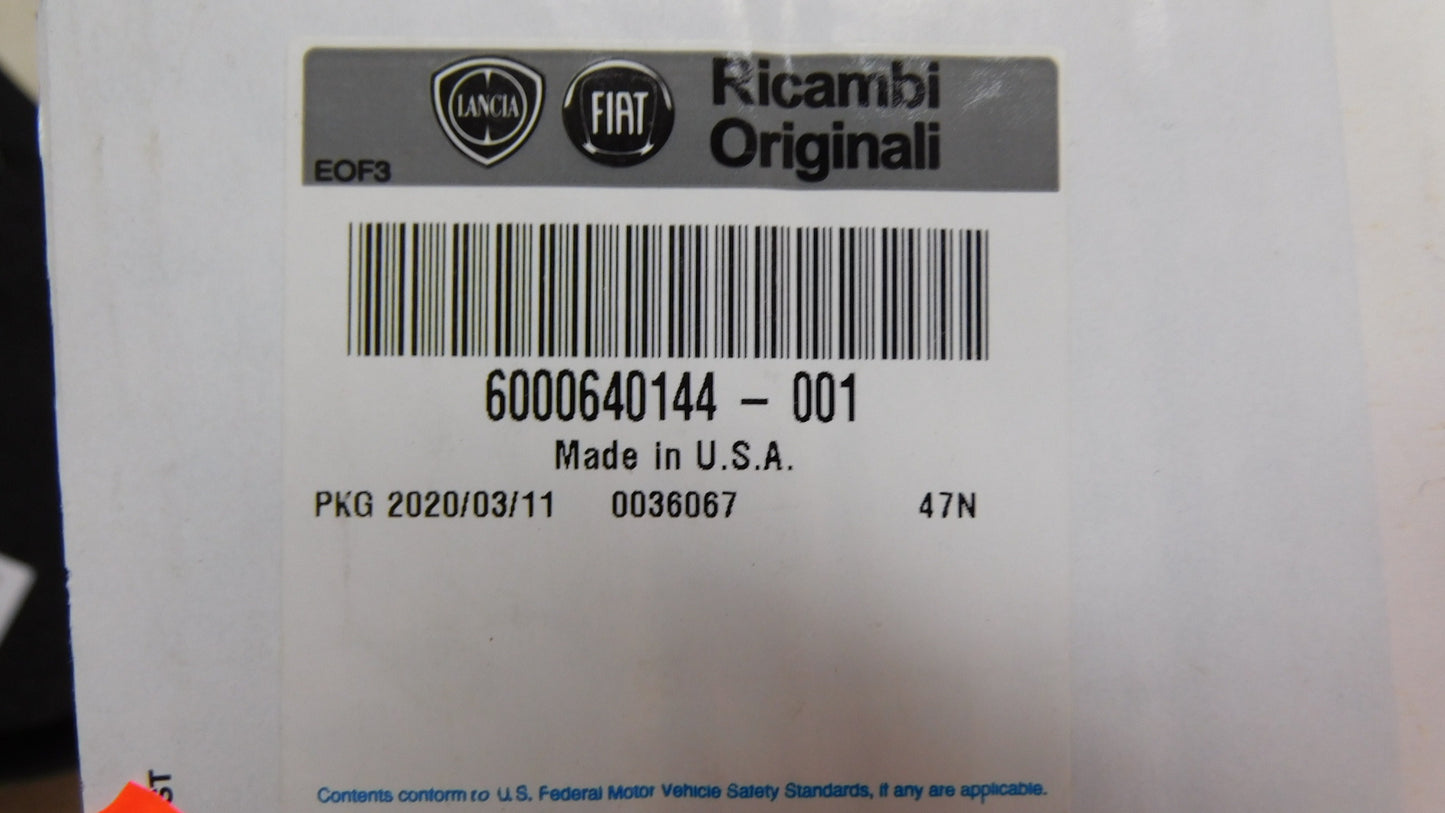 LANCIA FIAT Ricambi
Originali
EOF3
6000640144 - 001
Made in U.S.A.
PKG 2020/03/11 0036067 47N
Contents conform to U.S. Federal Motor Vehicle Safety Standards, if any are applicable.
ST